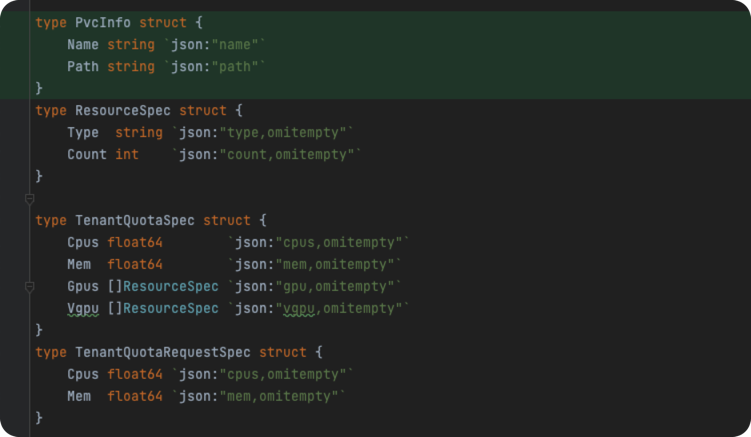 type PvcInfo struct {
    Name string `json:"name"`
    Path string `json:"path"`
}
type ResourceSpec struct {
    Type  string `json:"type,omitempty"`
    Count int    `json:"count,omitempty"`
}
type TenantQuotaSpec struct {
    Cpus float64        `json:"cpus,omitempty"`
    Mem  float64        `json:"mem,omitempty"`
    Gpus []ResourceSpec `json:"gpu,omitempty"`
    Vgpu []ResourceSpec `json:"vgpu,omitempty"`
}
type TenantQuotaRequestSpec struct {
    Cpus float64 `json:"cpus,omitempty"`
    Mem  float64 `json:"mem,omitempty"`
}